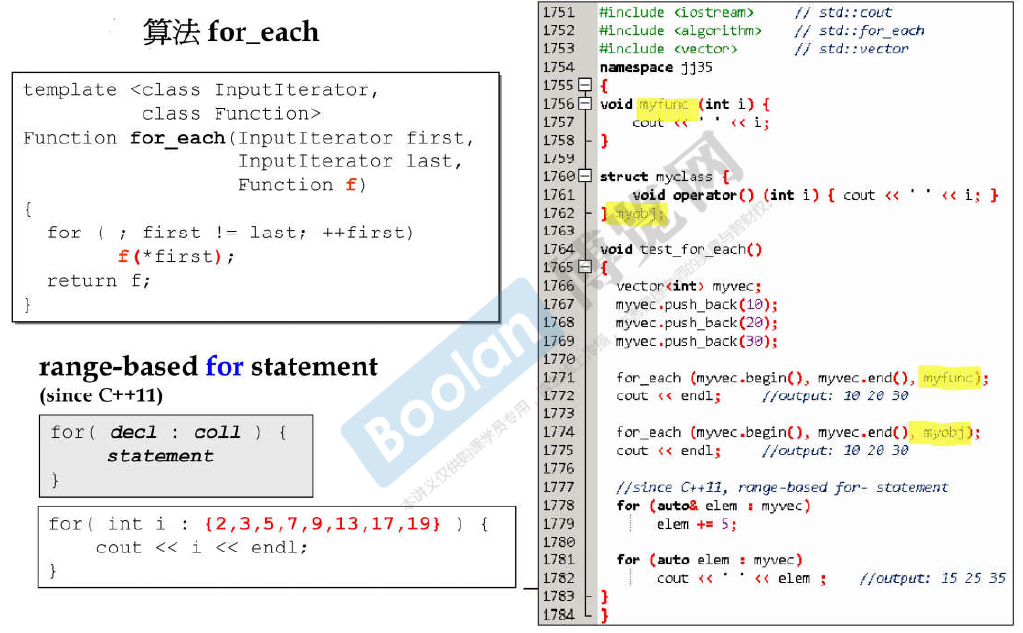 算法 for_each
template <class InputIterator,
class Function>
Function for_each(InputIterator first,
InputIterator last,
Function f)
{
for ( ; first != last; ++first)
f(*first);
return f;
}
range-based for statement
(since C++11)
for( decl : coll ) {
statement
}
for( int i : {2,3,5,7,9,13,17,19} ) {
cout << i << endl;
}
1751 #include <iostream> // std::cout
1752 #include <algorithm> // std::for_each
1753 #include <vector> // std::vector
1754 namespace jj35
1755 {
1756 void myfunc (int i) {
1757 cout << ' ' << i;
1758 }
1759
1760 struct myclass {
1761 void operator() (int i) { cout << ' ' << i; }
1762 } myobj;
1763
1764 void test_for_each()
1765 {
1766 vector<int> myvec;
1767 myvec.push_back(10);
1768 myvec.push_back(20);
1769 myvec.push_back(30);
1770
1771 for_each (myvec.begin(), myvec.end(), myfunc);
1772 cout << endl; //output: 10 20 30
1773
1774 for_each (myvec.begin(), myvec.end(), myobj);
1775 cout << endl; //output: 10 20 30
1776
1777 //since C++11, range-based for- statement
1778 for (auto& elem : myvec)
1779 elem += 5;
1780
1781 for (auto elem : myvec)
1782 cout << ' ' << elem ; //output: 15 25 35
1783 }
1784 }
Boolan 博览网
本讲义仅供购课学员专用